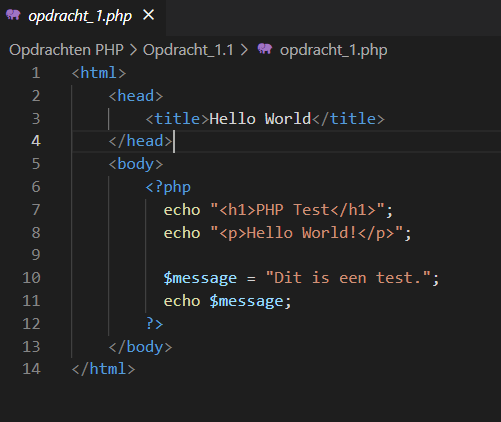 opdracht_1.php ×
Opdrachten PHP > Opdracht_1.1 > opdracht_1.php
1 <html>
2 <head>
3 <title>Hello World</title>
4 </head>
5 <body>
6 <?php
7 echo "<h1>PHP Test</h1>";
8 echo "<p>Hello World!</p>";
9
10 $message = "Dit is een test.";
11 echo $message;
12 ?>
13 </body>
14 </html>